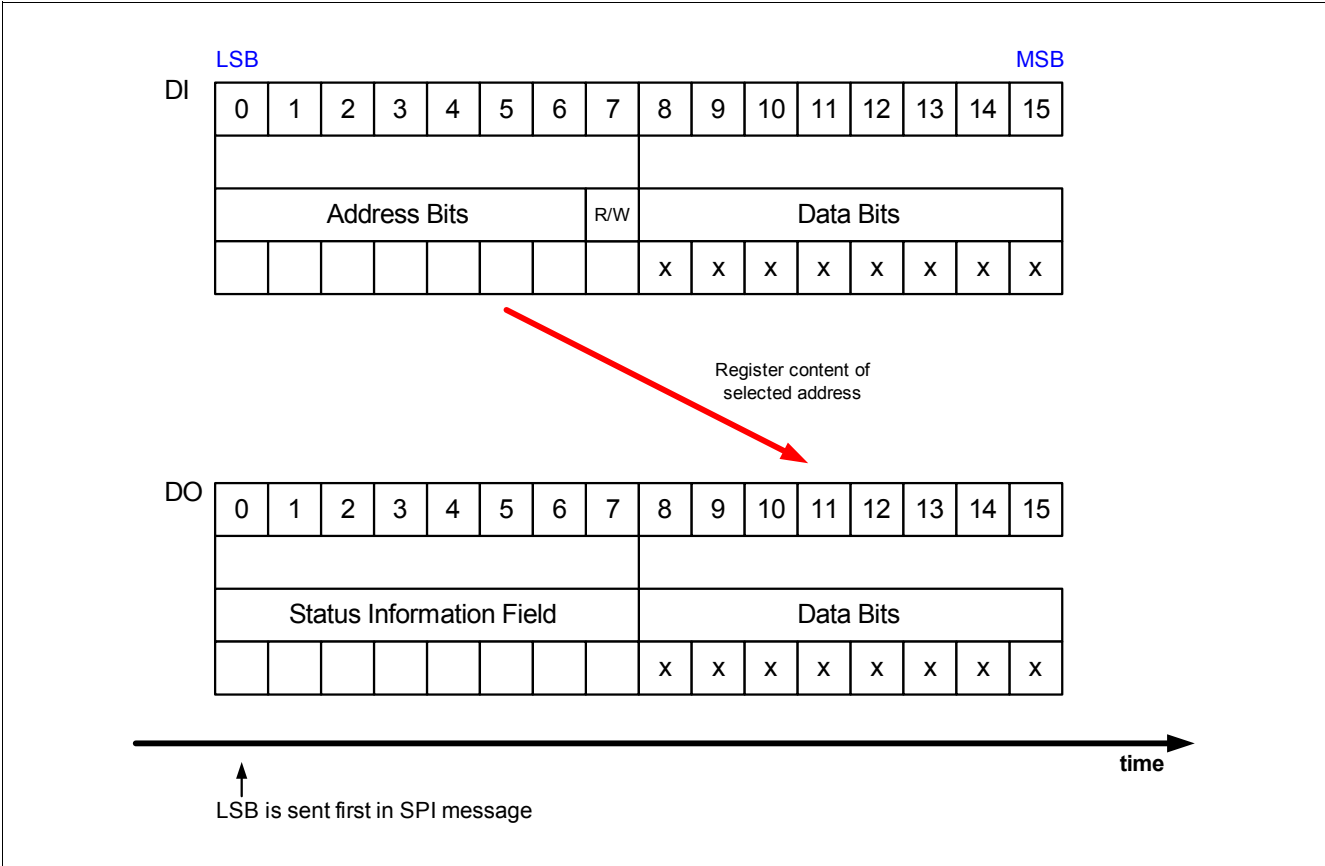 LSB MSB
DI
0 1 2 3 4 5 6 7 8 9 10 11 12 13 14 15
Address Bits R/W Data Bits
x x x x x x x x
Register content of
selected address
DO
0 1 2 3 4 5 6 7 8 9 10 11 12 13 14 15
Status Information Field Data Bits
x x x x x x x x
time
LSB is sent first in SPI message